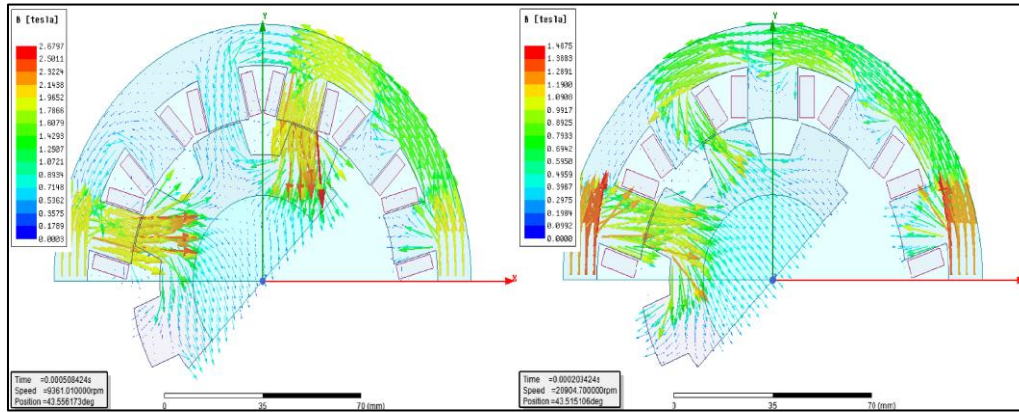 B [tesla]
2.6797
2.5011
2.3224
2.1438
1.9652
1.7866
1.6079
1.4293
1.2507
1.0721
0.8934
0.7148
0.5362
0.3575
0.1789
0.0003
Y
X
Time =0.000508424s
Speed =9361.010000rpm
Position =43.556173deg
0 35 70 (mm)
B [tesla]
1.4875
1.3883
1.2891
1.1900
1.0908
0.9917
0.8925
0.7933
0.6942
0.5950
0.4959
0.3967
0.2975
0.1984
0.0992
0.0000
Y
Time =0.000203424s
Speed =20904.700000rpm
Position =43.515106deg
0 35 70 (mm)